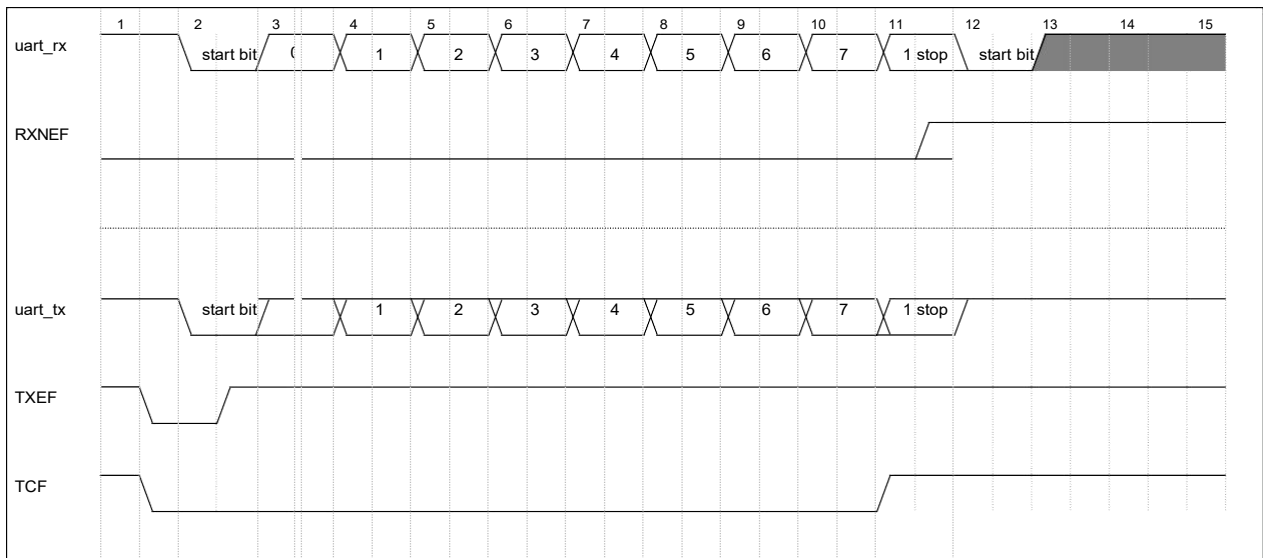 1 2 3 4 5 6 7 8 9 10 11 12 13 14 15
uart_rx start bit 0 1 2 3 4 5 6 7 1 stop start bit
RXNEF
uart_tx start bit 1 2 3 4 5 6 7 1 stop
TXEF
TCF